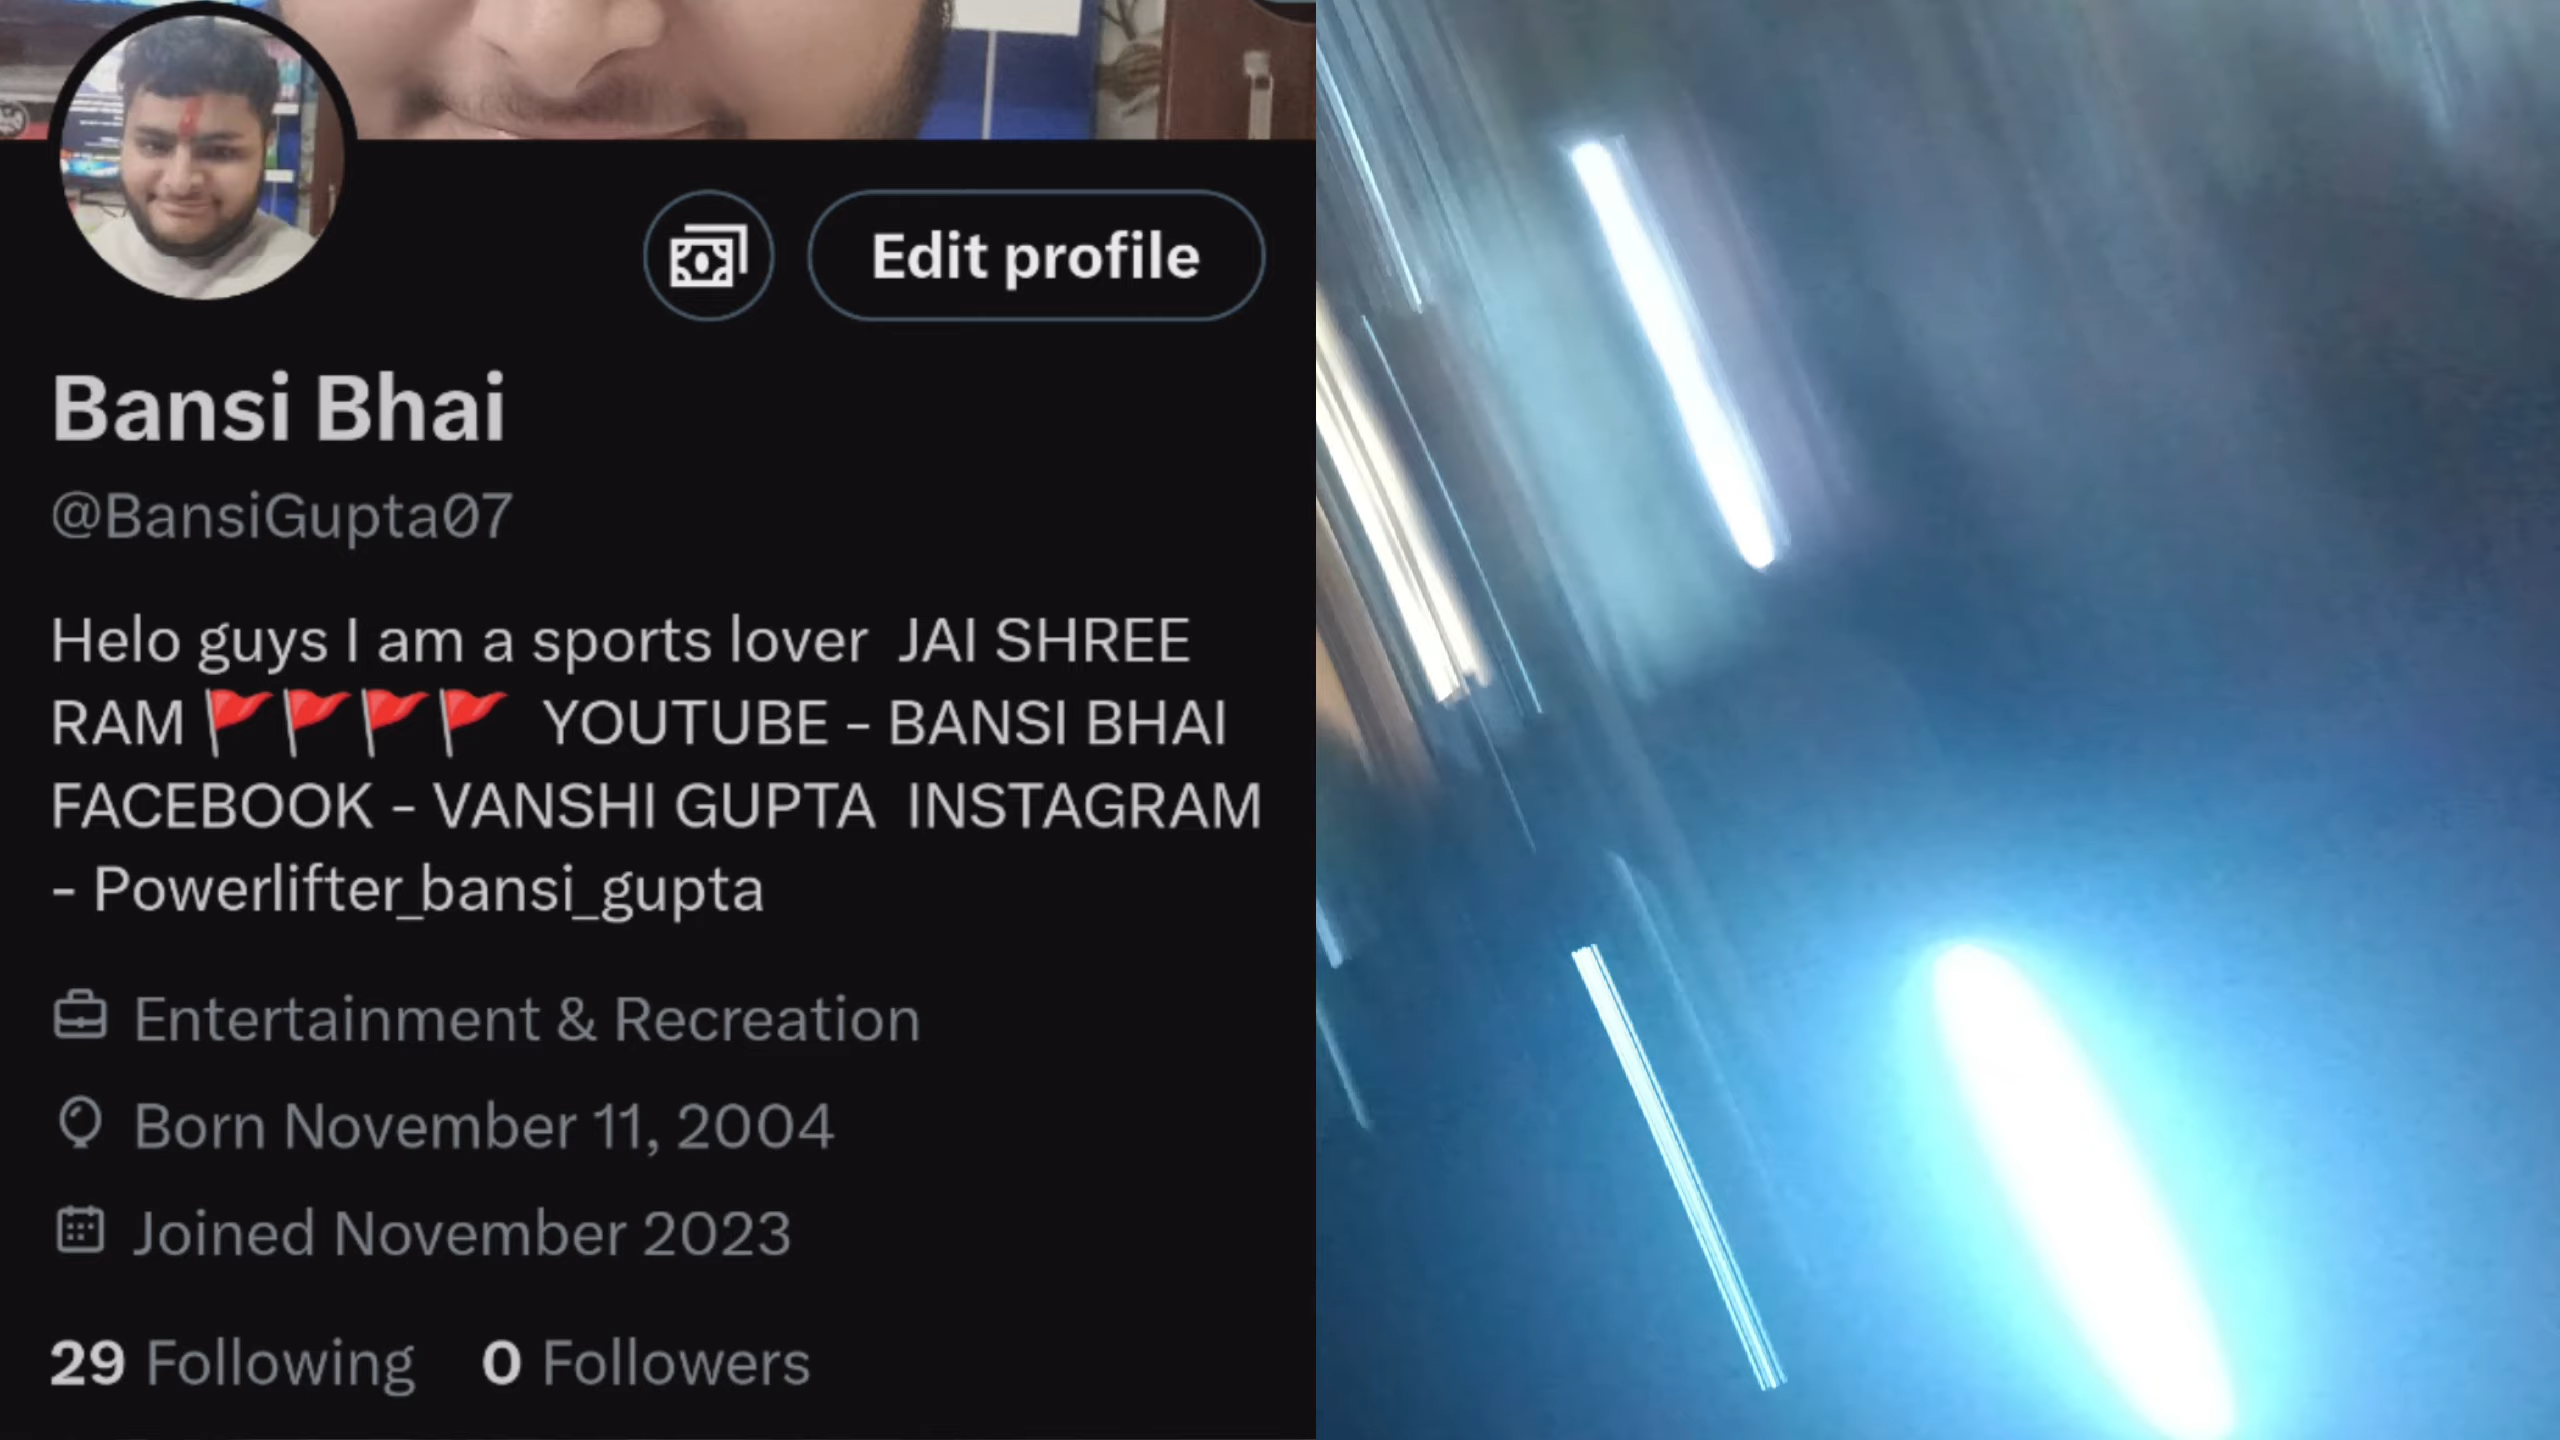 Edit profile
Bansi Bhai
@BansiGupta07
Helo guys I am a sports lover  JAI SHREE
RAM 🚩🚩🚩🚩  YOUTUBE - BANSI BHAI
FACEBOOK - VANSHI GUPTA  INSTAGRAM
- Powerlifter_bansi_gupta
Entertainment & Recreation
Born November 11, 2004
Joined November 2023
29 Following  0 Followers